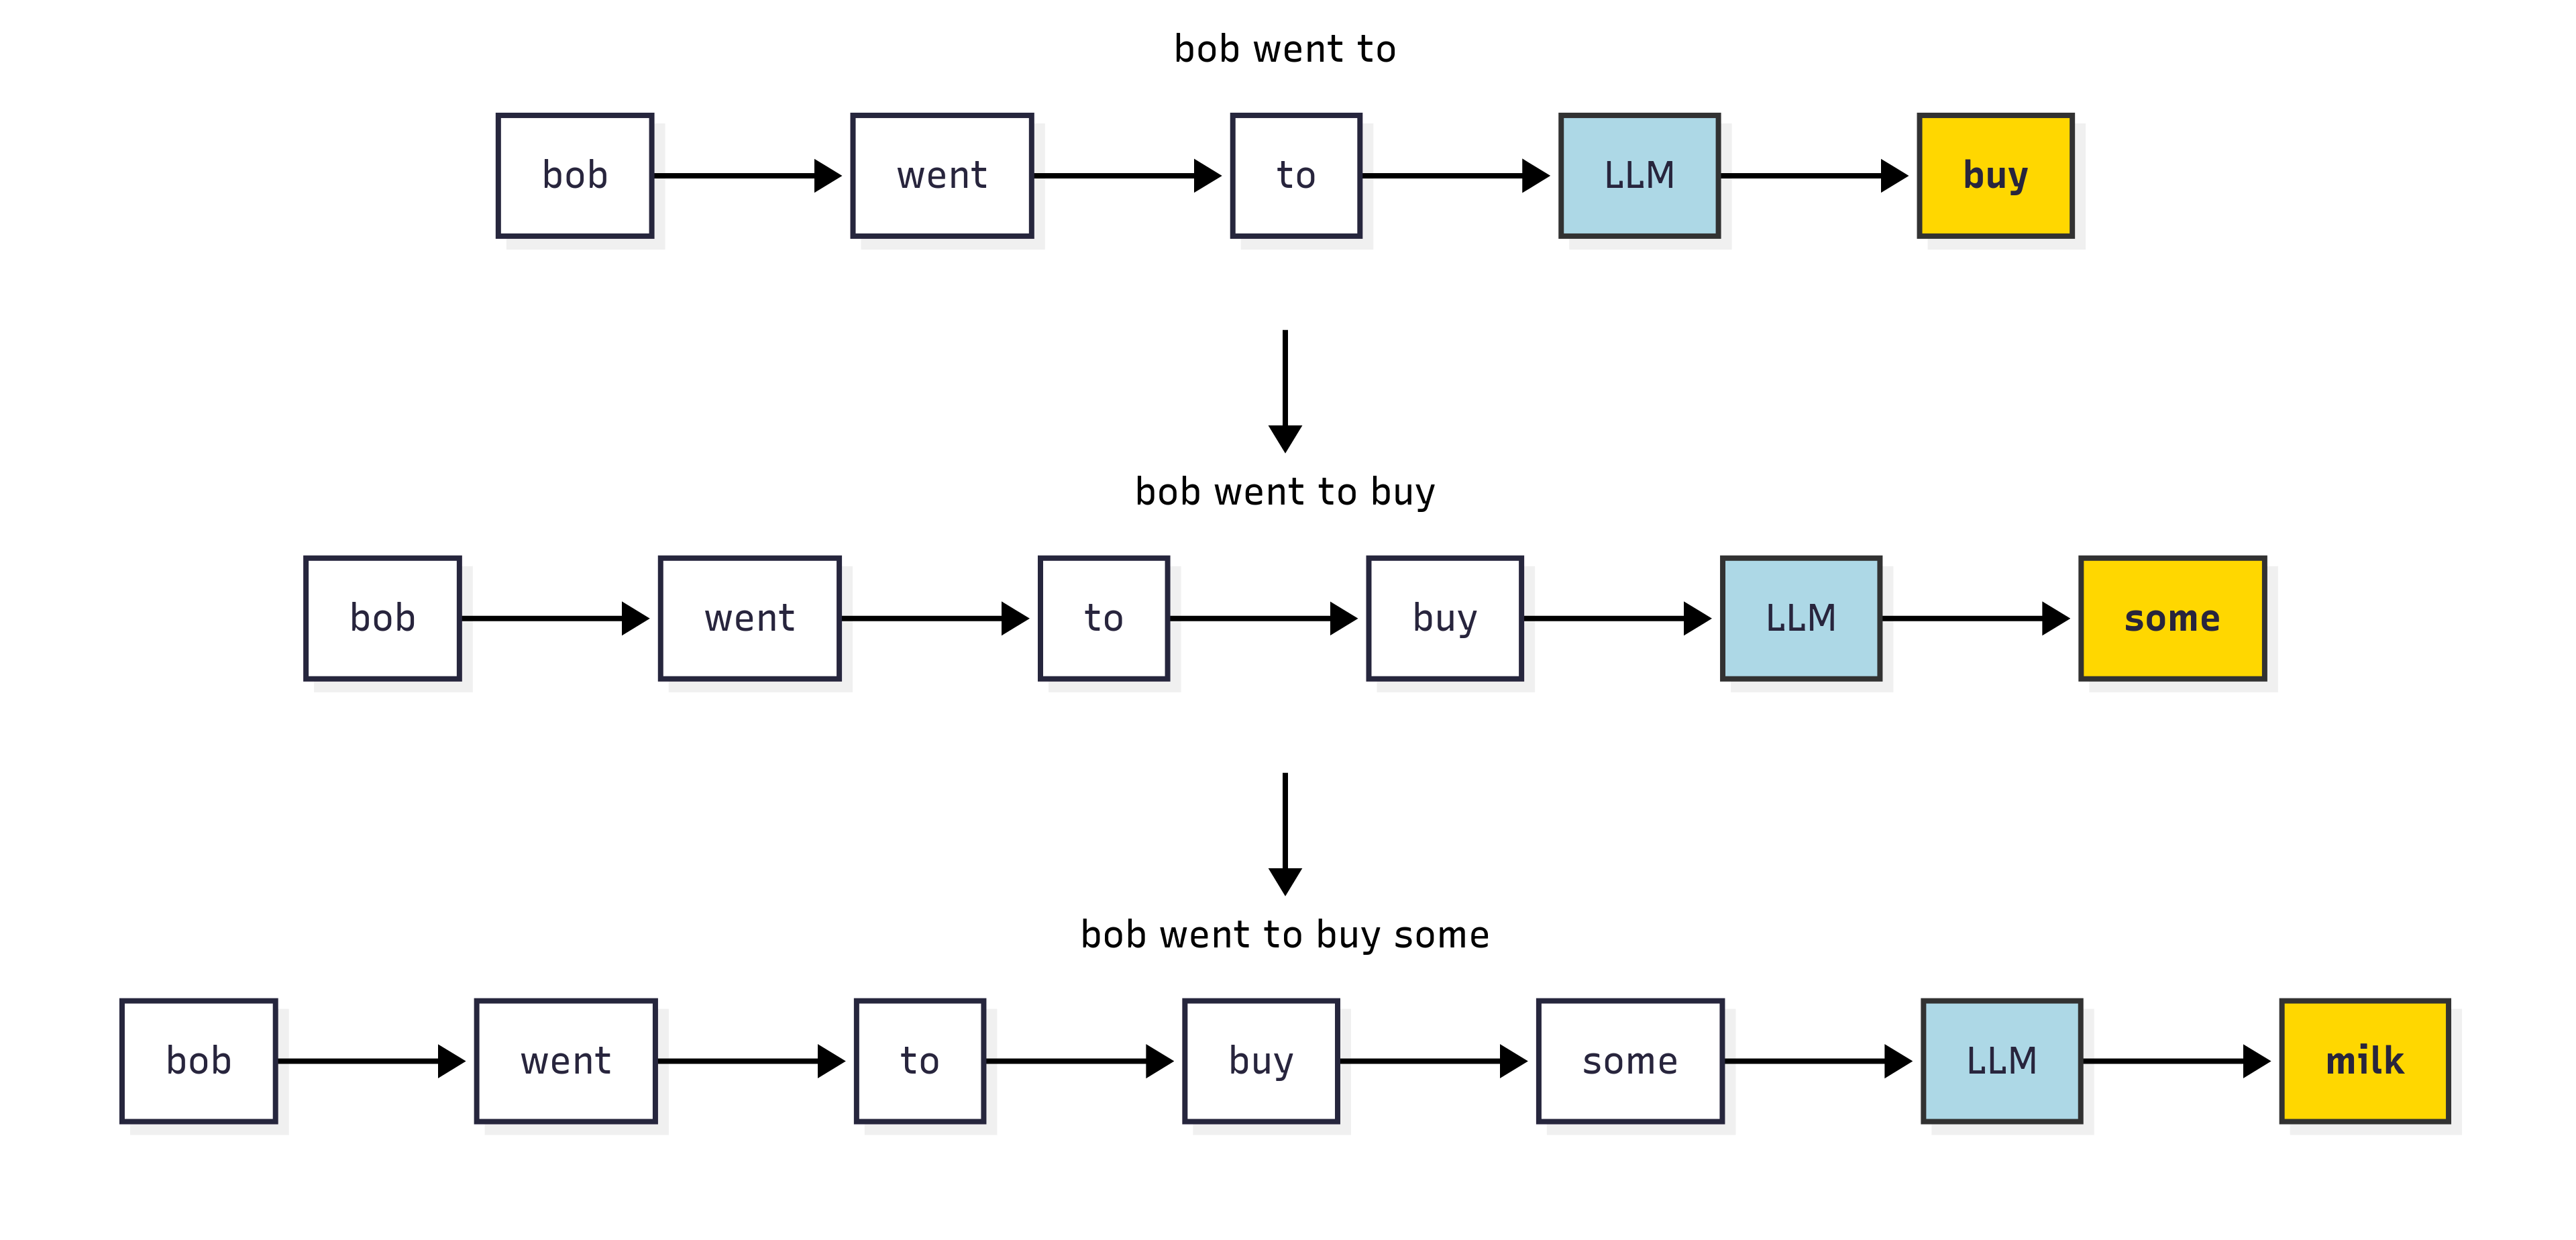 bob went to
bob went to LLM buy
bob went to buy
bob went to buy LLM some
bob went to buy some
bob went to buy some LLM milk